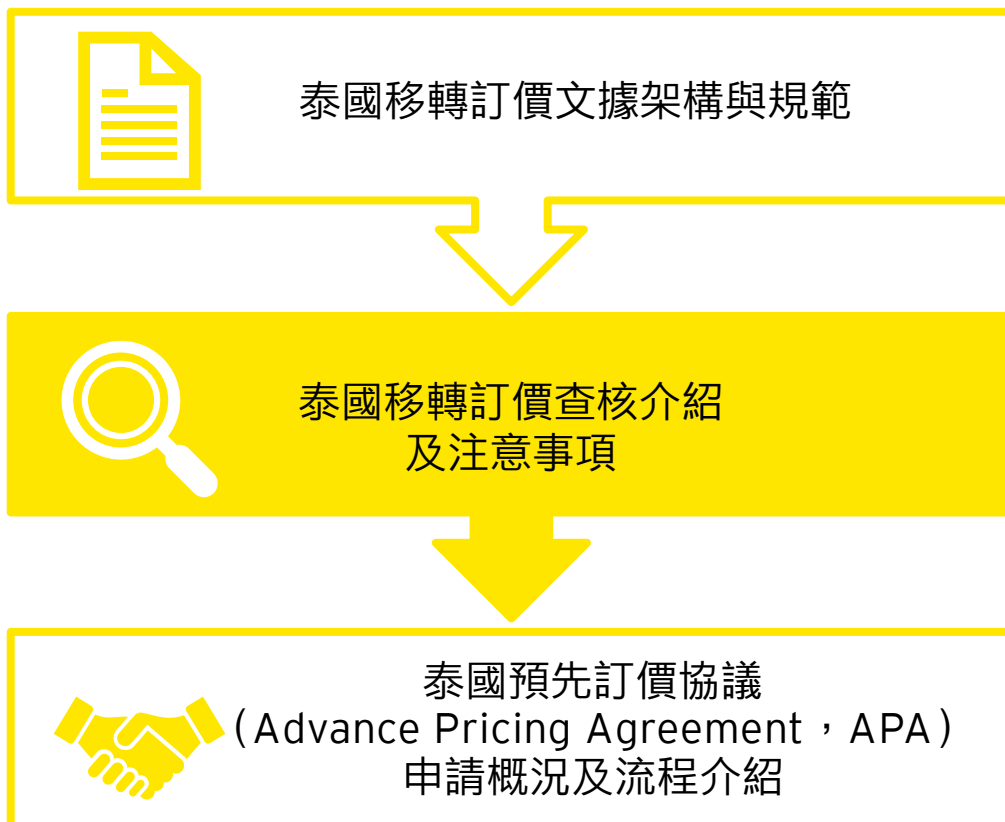 泰國移轉訂價文據架構與規範
泰國移轉訂價查核介紹
及注意事項
泰國預先訂價協議
(Advance Pricing Agreement，APA)
申請概況及流程介紹